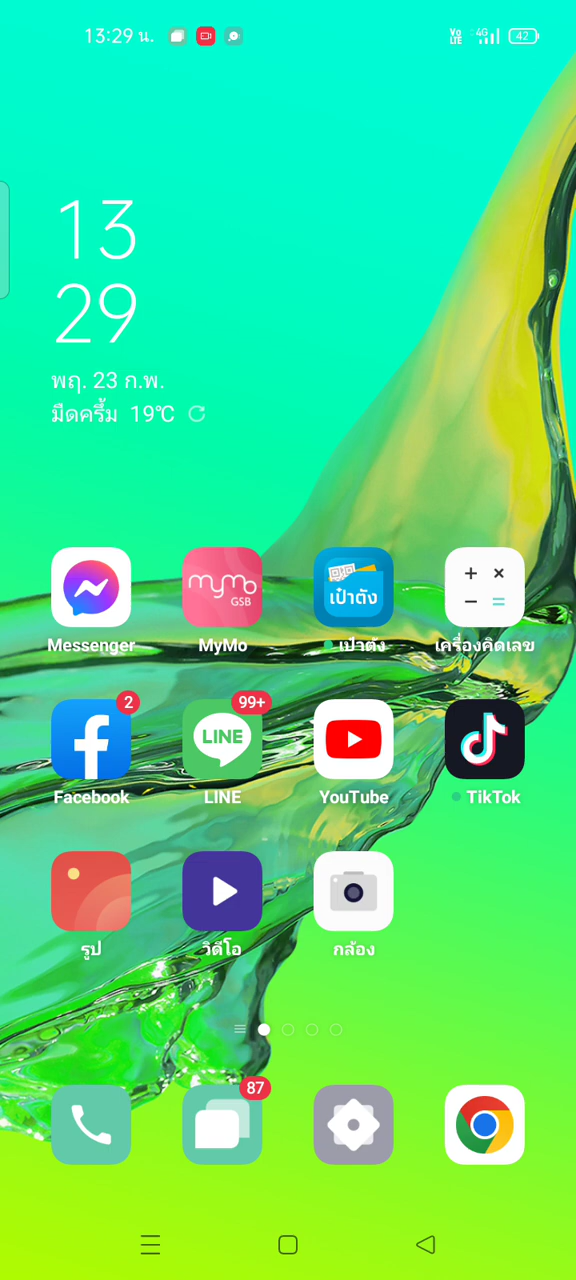 13:29 น.
Vo LTE 4G 42
13
29
พฤ. 23 ก.พ.
มืดครึ้ม 19°C
mymo
GSB
เป๋าตัง
+ ×
− =
Messenger MyMo เป๋าตัง เครื่องคิดเลข
2 99+
LINE
Facebook LINE YouTube TikTok
รูป วิดีโอ กล้อง
87